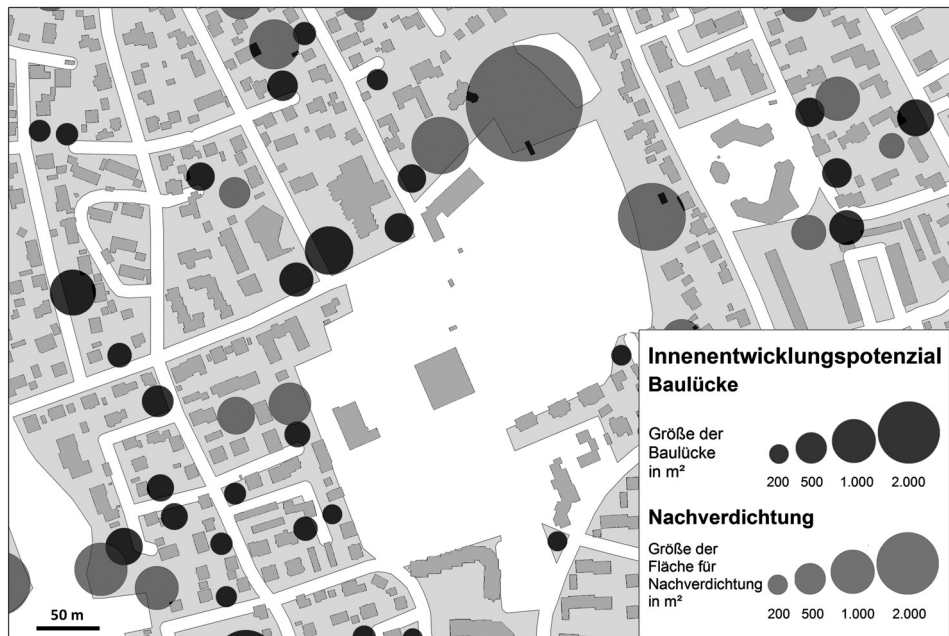 Innenentwicklungspotenzial
Baulücke
Größe der
Baulücke
in m²
200 500 1.000 2.000
Nachverdichtung
Größe der
Fläche für
Nachverdichtung
in m²
200 500 1.000 2.000
50 m